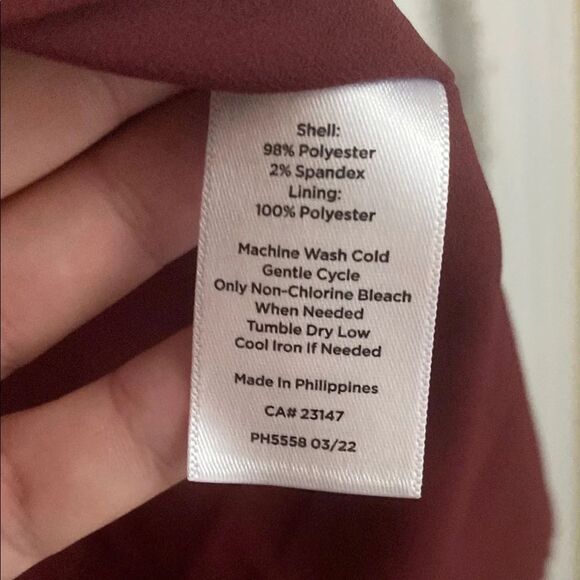 Shell:
98% Polyester
2% Spandex
Lining:
100% Polyester
Machine Wash Cold
Gentle Cycle
Only Non-Chlorine Bleach
When Needed
Tumble Dry Low
Cool Iron If Needed
Made In Philippines
CA# 23147
PH5558 03/22